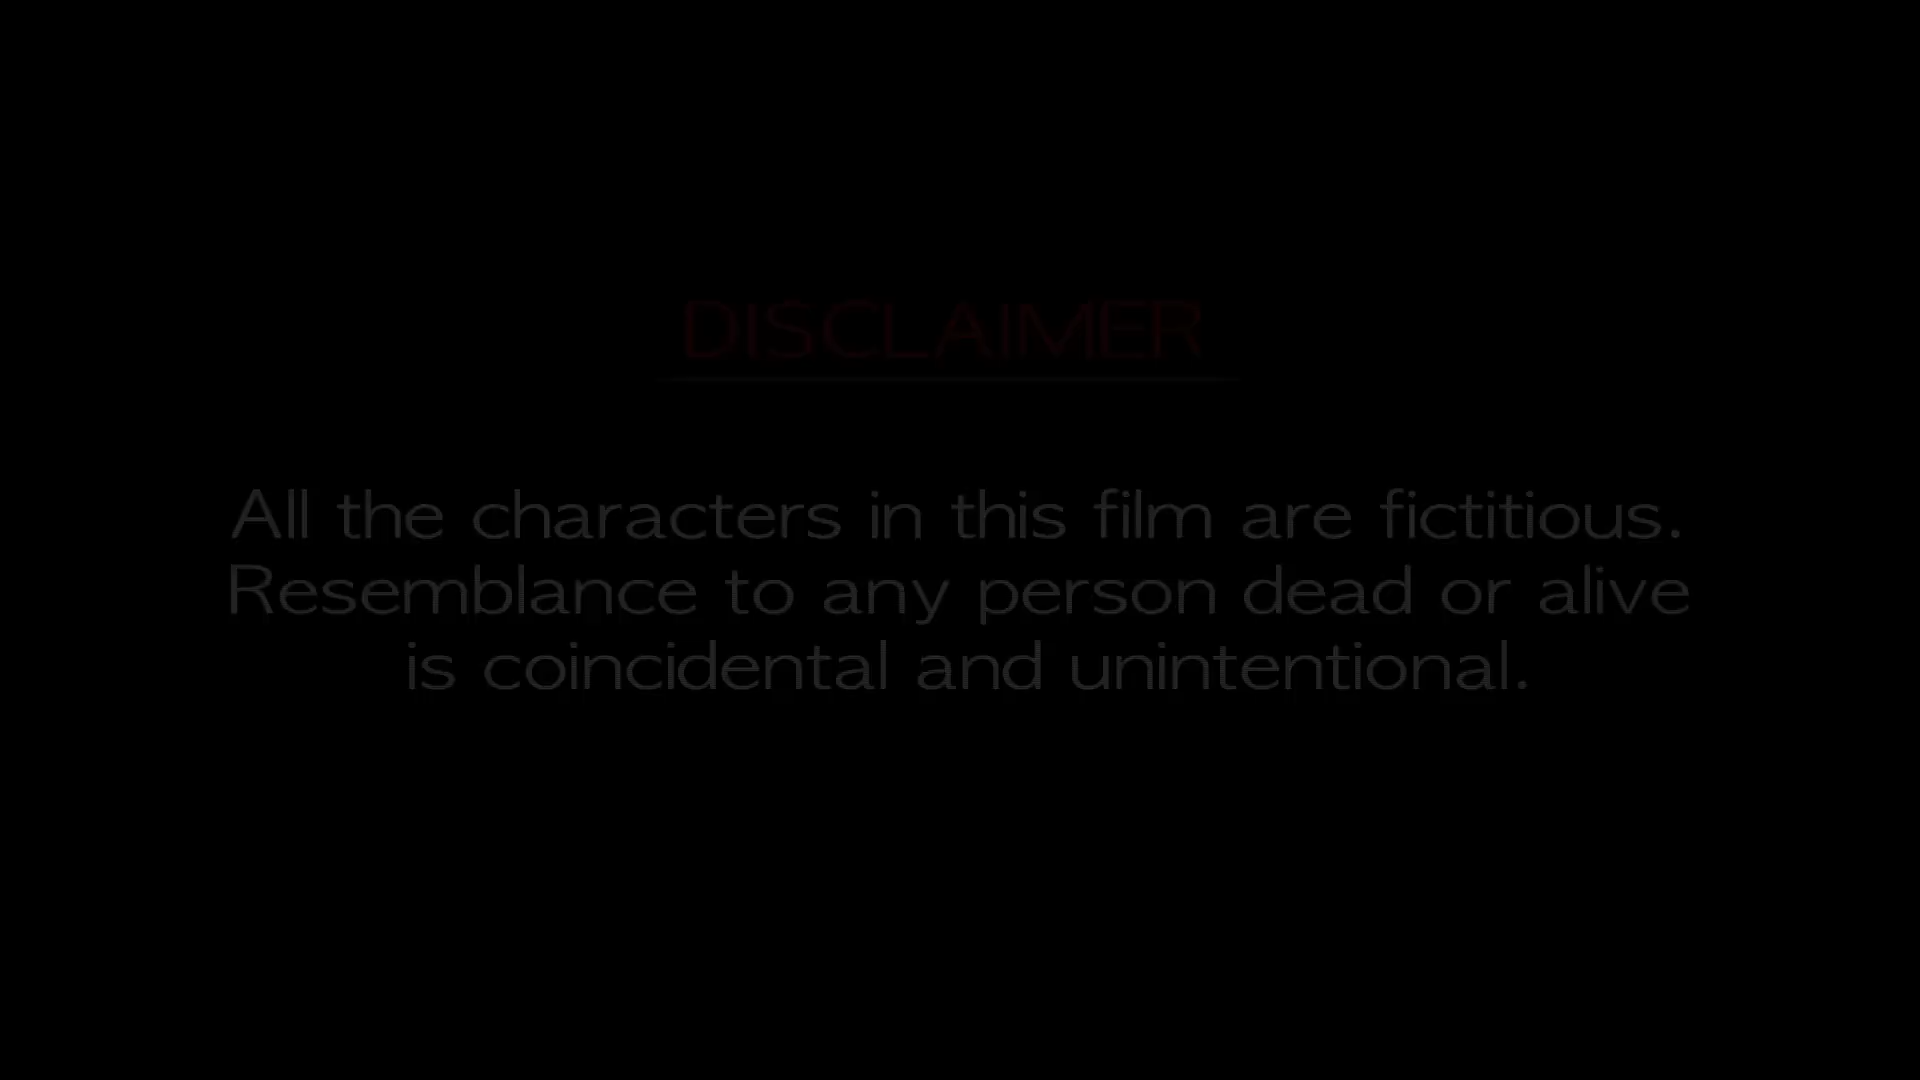 DISCLAIMER
All the characters in this film are fictitious.
Resemblance to any person dead or alive
is coincidental and unintentional.